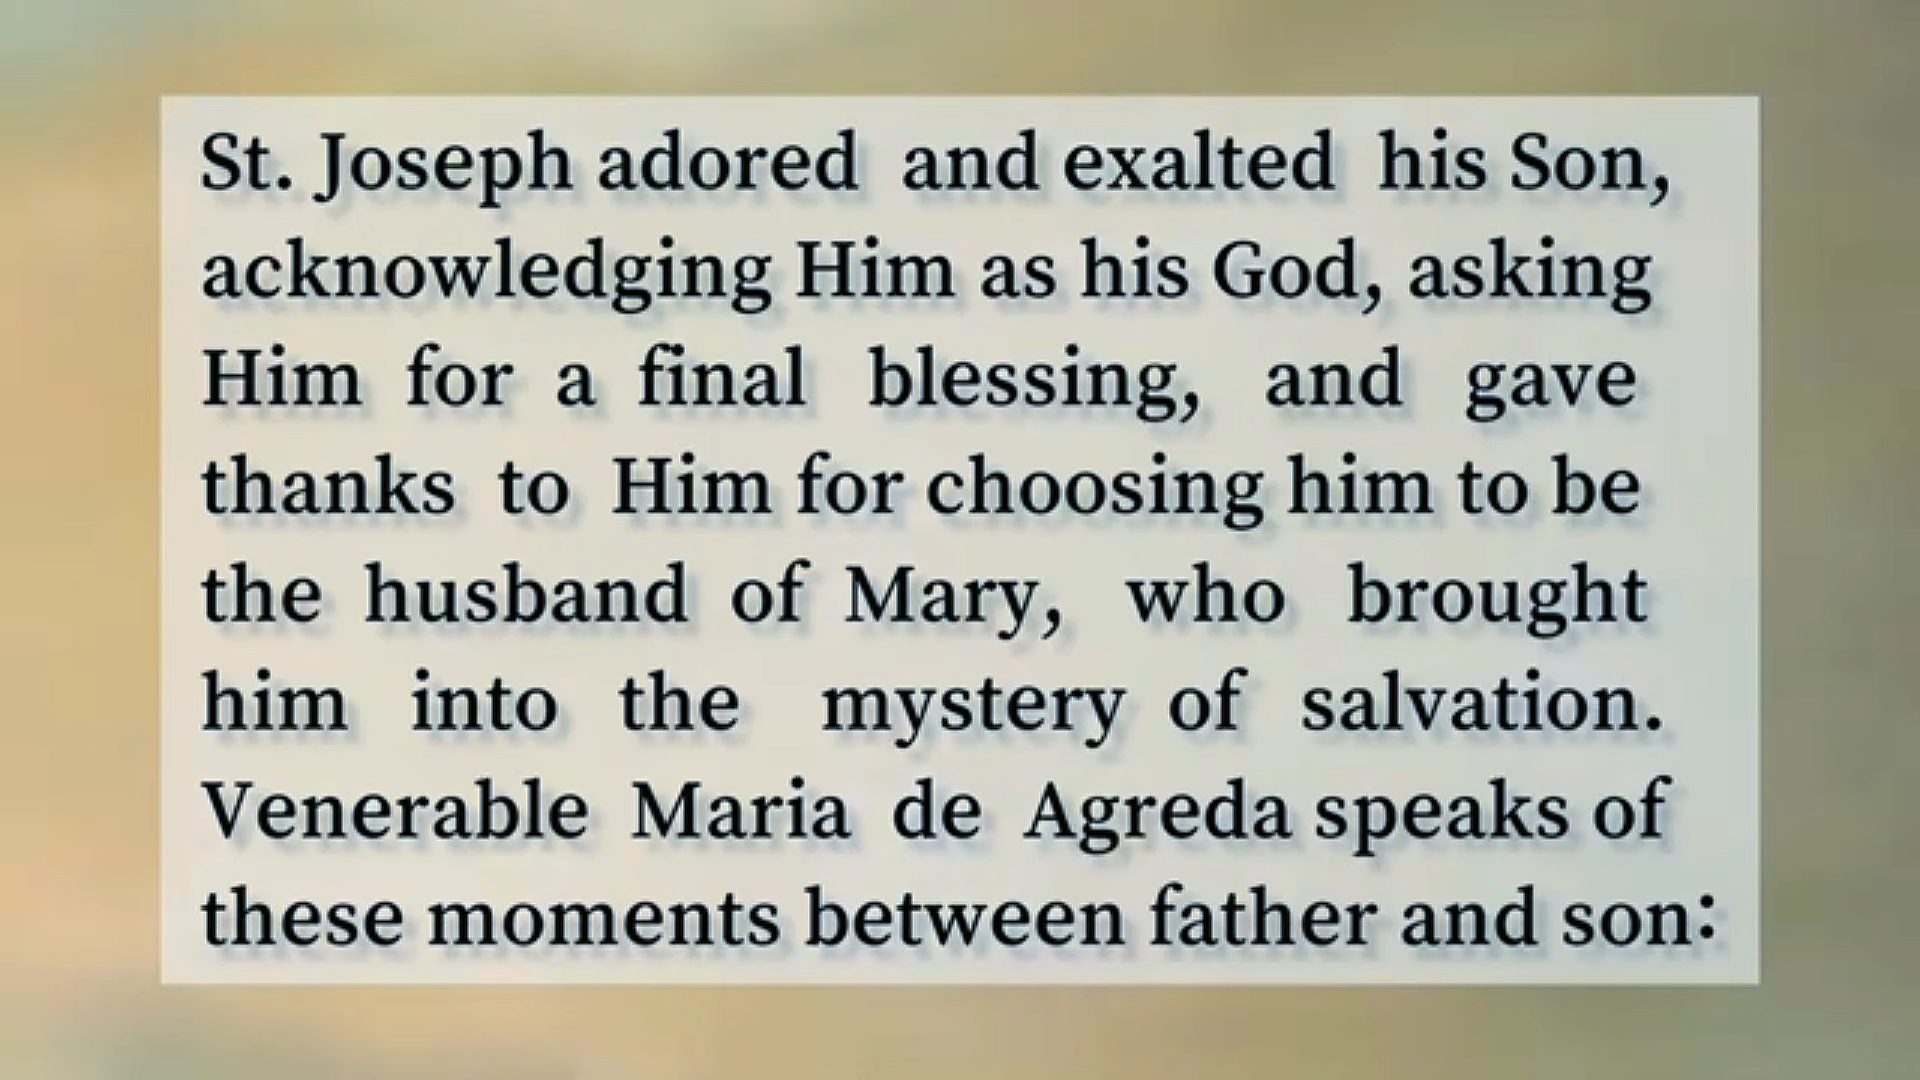 St. Joseph adored and exalted his Son,
acknowledging Him as his God, asking
Him for a final blessing, and gave
thanks to Him for choosing him to be
the husband of Mary, who brought
him into the mystery of salvation.
Venerable Maria de Agreda speaks of
these moments between father and son: